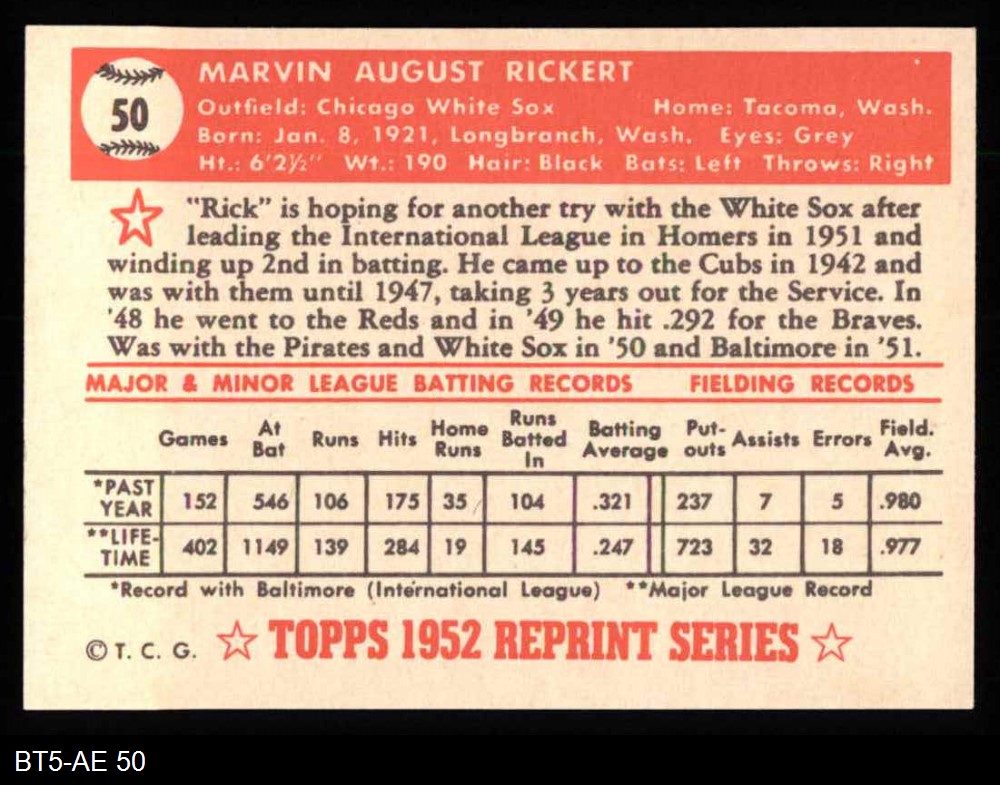 50
MARVIN AUGUST RICKERT
Outfield: Chicago White Sox Home: Tacoma, Wash.
Born: Jan. 8, 1921, Longbranch, Wash. Eyes: Grey
Ht.: 6'2½" Wt.: 190 Hair: Black Bats: Left Throws: Right
"Rick" is hoping for another try with the White Sox after
leading the International League in Homers in 1951 and
winding up 2nd in batting. He came up to the Cubs in 1942 and
was with them until 1947, taking 3 years out for the Service. In
'48 he went to the Reds and in '49 he hit .292 for the Braves.
Was with the Pirates and White Sox in '50 and Baltimore in '51.
MAJOR & MINOR LEAGUE BATTING RECORDS FIELDING RECORDS
Games At Bat Runs Hits Home Runs Runs Batted In Batting Average Put-outs Assists Errors Field. Avg.
*PAST YEAR 152 546 106 175 35 104 .321 237 7 5 .980
**LIFE-TIME 402 1149 139 284 19 145 .247 723 32 18 .977
*Record with Baltimore (International League) **Major League Record
© T. C. G. TOPPS 1952 REPRINT SERIES
BT5-AE 50